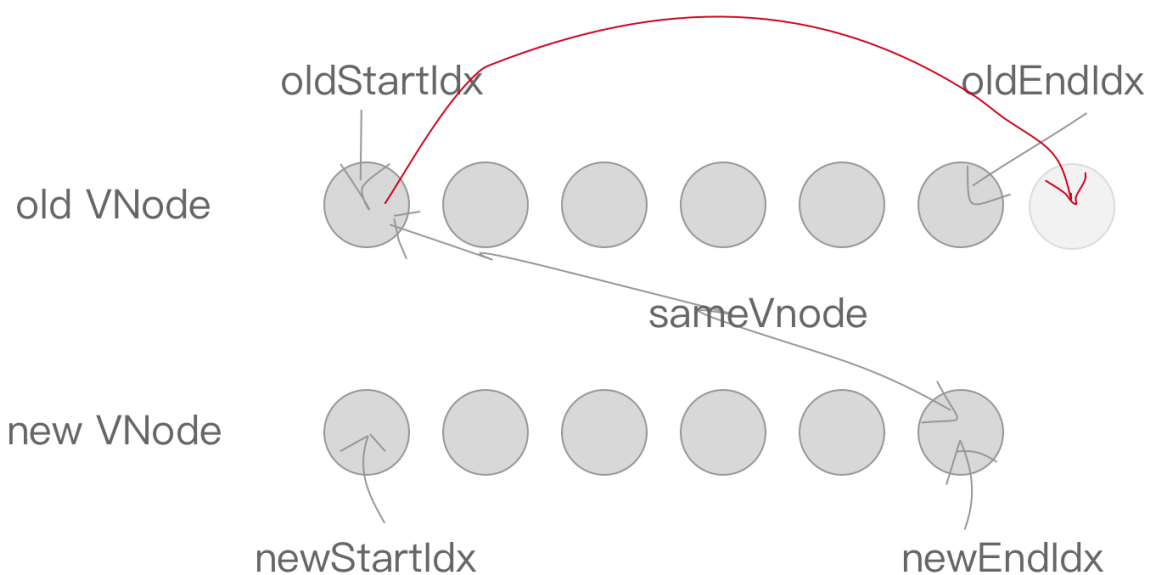 oldStartIdx
oldEndIdx
old VNode
sameVnode
new VNode
newStartIdx
newEndIdx